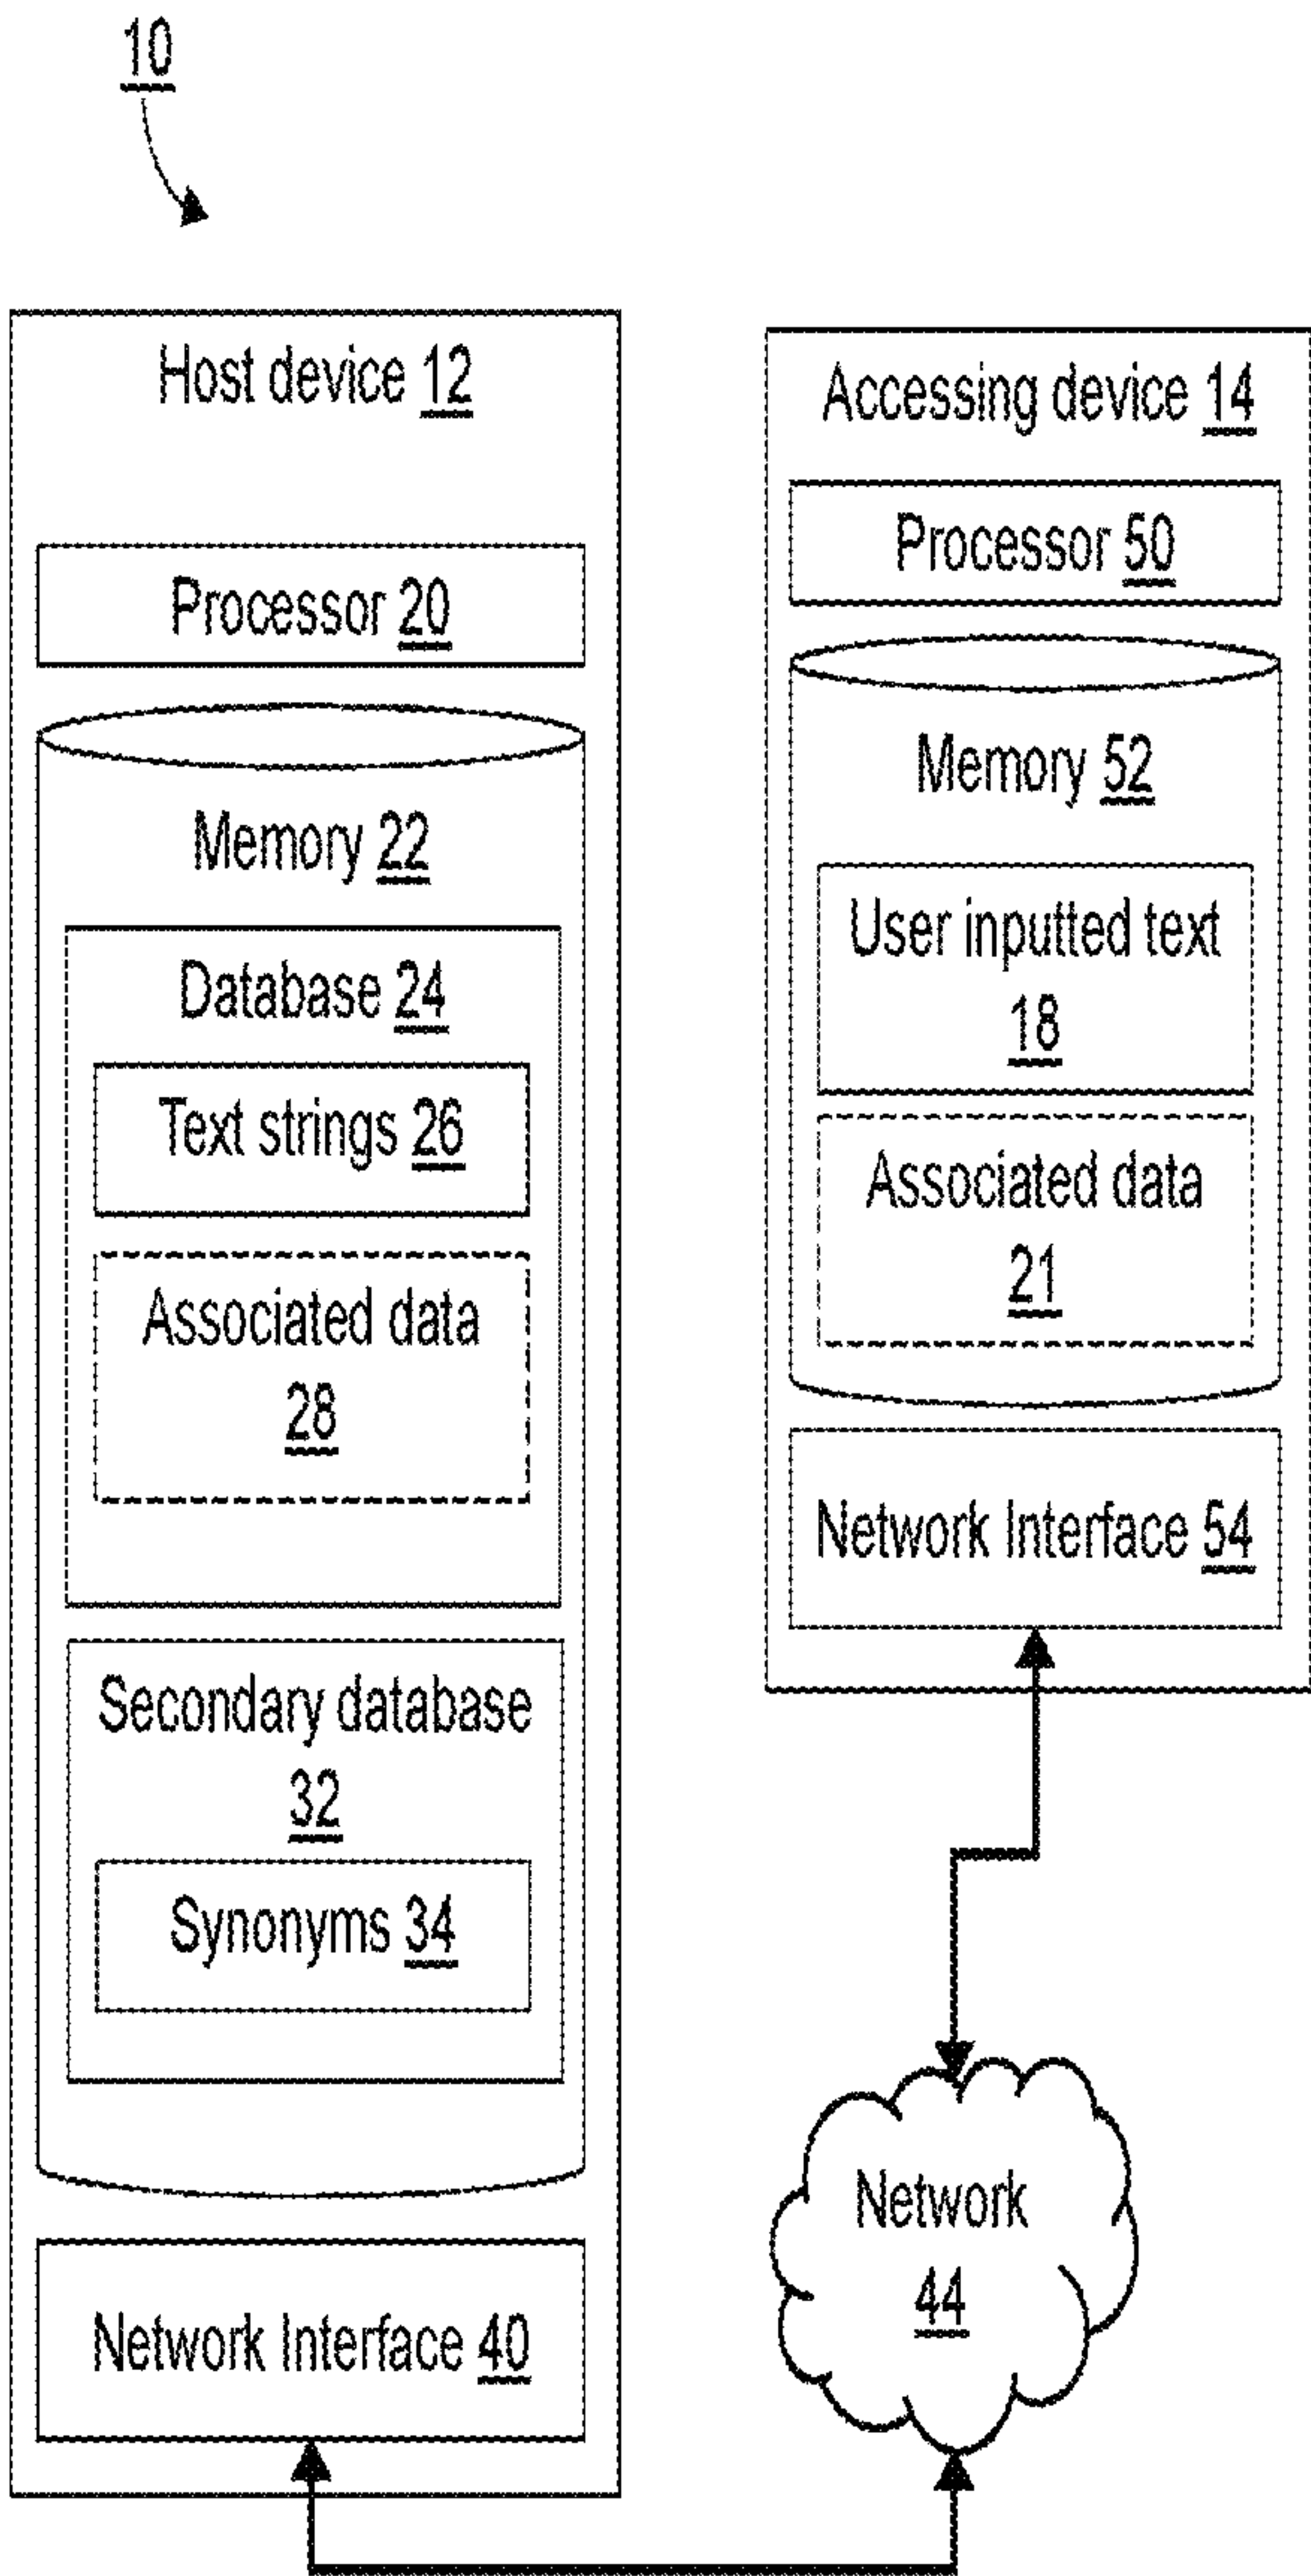 10
Host device 12
Processor 20
Memory 22
Database 24
Text strings 26
Associated data
28
Secondary database
32
Synonyms 34
Network Interface 40
Accessing device 14
Processor 50
Memory 52
User inputted text
18
Associated data
21
Network Interface 54
Network
44